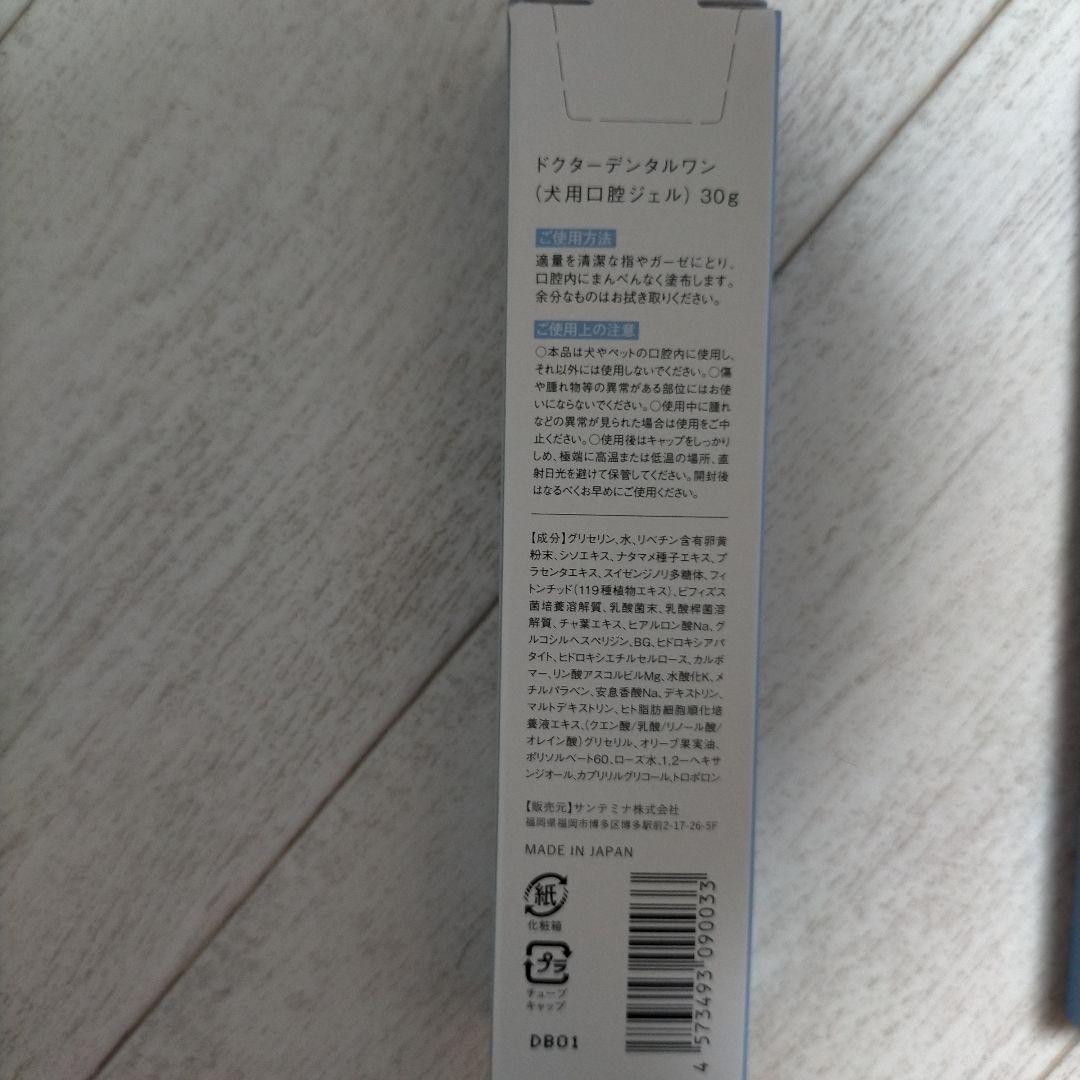 ドクターデンタルワン
(犬用口腔ジェル) 30g
ご使用方法
適量を清潔な指やガーゼにとり、
口腔内にまんべんなく塗布します。
余分なものはお拭き取りください。
ご使用上の注意
○本品は犬やペットの口腔内に使用し、
それ以外には使用しないでください。○傷
や腫れ物等の異常がある部位にはお使
いにならないでください。○使用中に腫れ
などの異常が見られた場合は使用をご中
止ください。○使用後はキャップをしっかり
しめ、極端に高温または低温の場所、直
射日光を避けて保管してください。開封後
はなるべくお早めにご使用ください。
【成分】グリセリン、水、リベチン含有卵黄
粉末、シソエキス、ナタマメ種子エキス、プ
ラセンタエキス、スイゼンジノリ多糖体、フィ
トンチッド(119種植物エキス)、ビフィズス
菌培養溶解質、乳酸菌末、乳酸桿菌溶
解質、チャ葉エキス、ヒアルロン酸Na、グ
ルコシルヘスペリジン、BG、ヒドロキシアパ
タイト、ヒドロキシエチルセルロース、カルボ
マー、リン酸アスコルビルMg、水酸化K、メ
チルパラベン、安息香酸Na、デキストリン、
マルトデキストリン、ヒト脂肪細胞順化培
養液エキス、(クエン酸/乳酸/リノール酸/
オレイン酸)グリセリル、オリーブ果実油、
ポリソルベート60、ローズ水、1,2ーヘキサ
ンジオール、カプリリルグリコール、トロポロン
【販売元】サンテミナ株式会社
福岡県福岡市博多区博多駅前2-17-26-5F
MADE IN JAPAN
紙
化粧箱
プラ
チューブ
キャップ
DB01
4 573493 090033